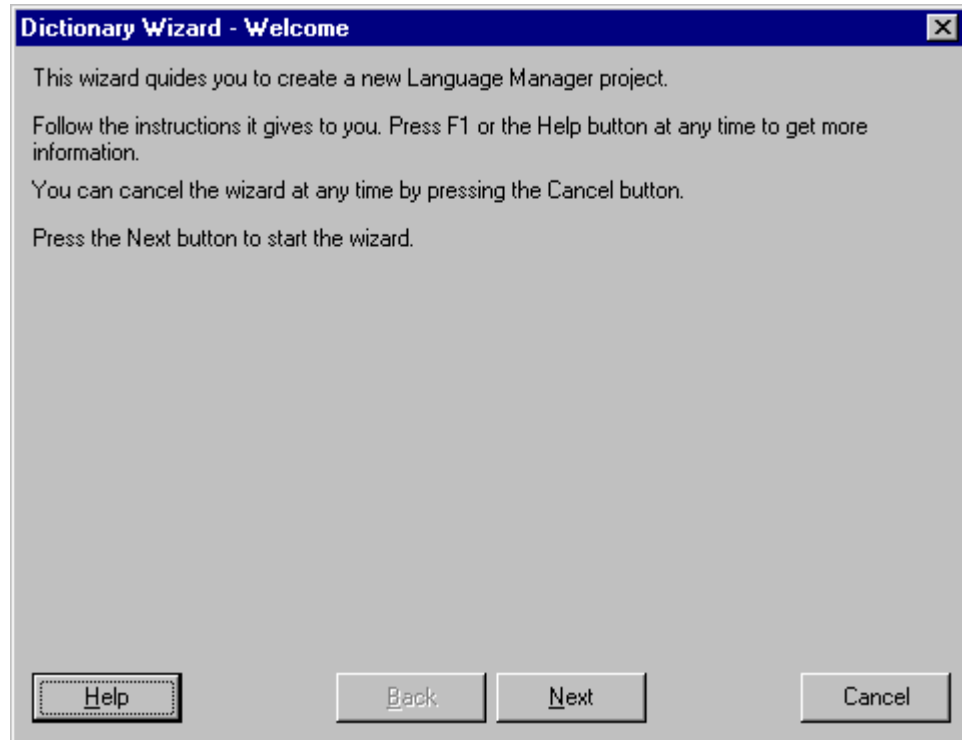 Dictionary Wizard - Welcome
This wizard quides you to create a new Language Manager project.
Follow the instructions it gives to you. Press F1 or the Help button at any time to get more
information.
You can cancel the wizard at any time by pressing the Cancel button.
Press the Next button to start the wizard.
Help Back Next Cancel